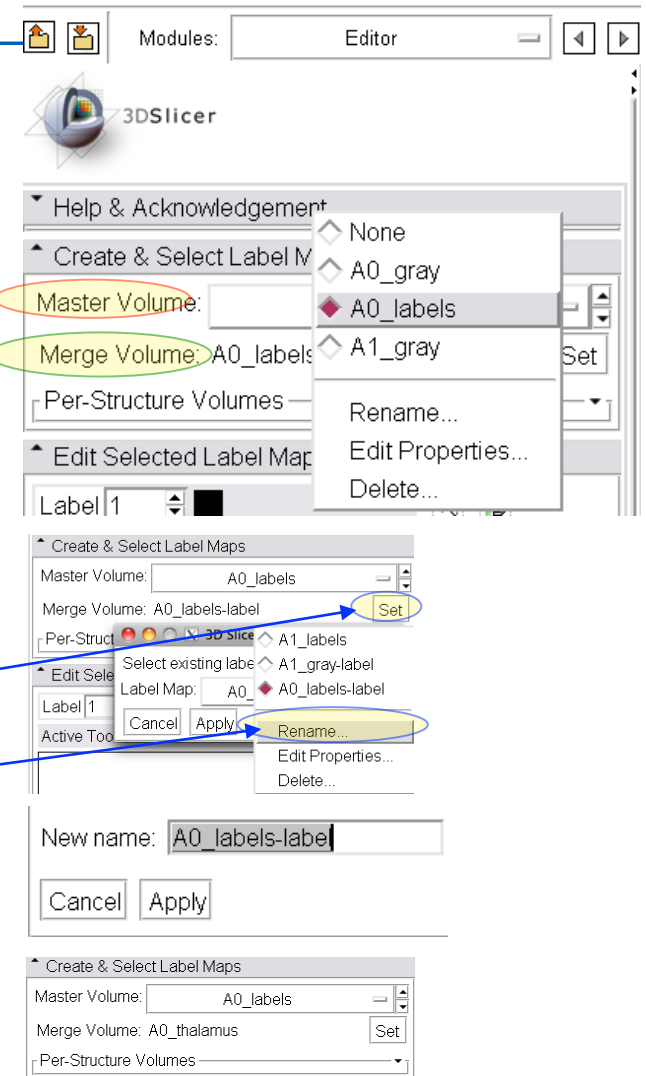 Modules: Editor
3DSlicer
Help & Acknowledgement
None
Create & Select Label M
A0_gray
Master Volume:
A0_labels
Merge Volume: A0_labels
A1_gray
Set
Per-Structure Volumes
Rename...
Edit Selected Label Map
Edit Properties...
Label 1
Delete...
Create & Select Label Maps
Master Volume: A0_labels
Merge Volume: A0_labels-label Set
Per-Struct 3D Slice
A1_labels
Select existing labe
A1_gray-label
Edit Sele
Label Map: A0_
A0_labels-label
Label 1
Cancel Apply
Rename...
Active Too
Edit Properties...
Delete...
New name: A0_labels-label
Cancel Apply
Create & Select Label Maps
Master Volume: A0_labels
Merge Volume: A0_thalamus Set
Per-Structure Volumes